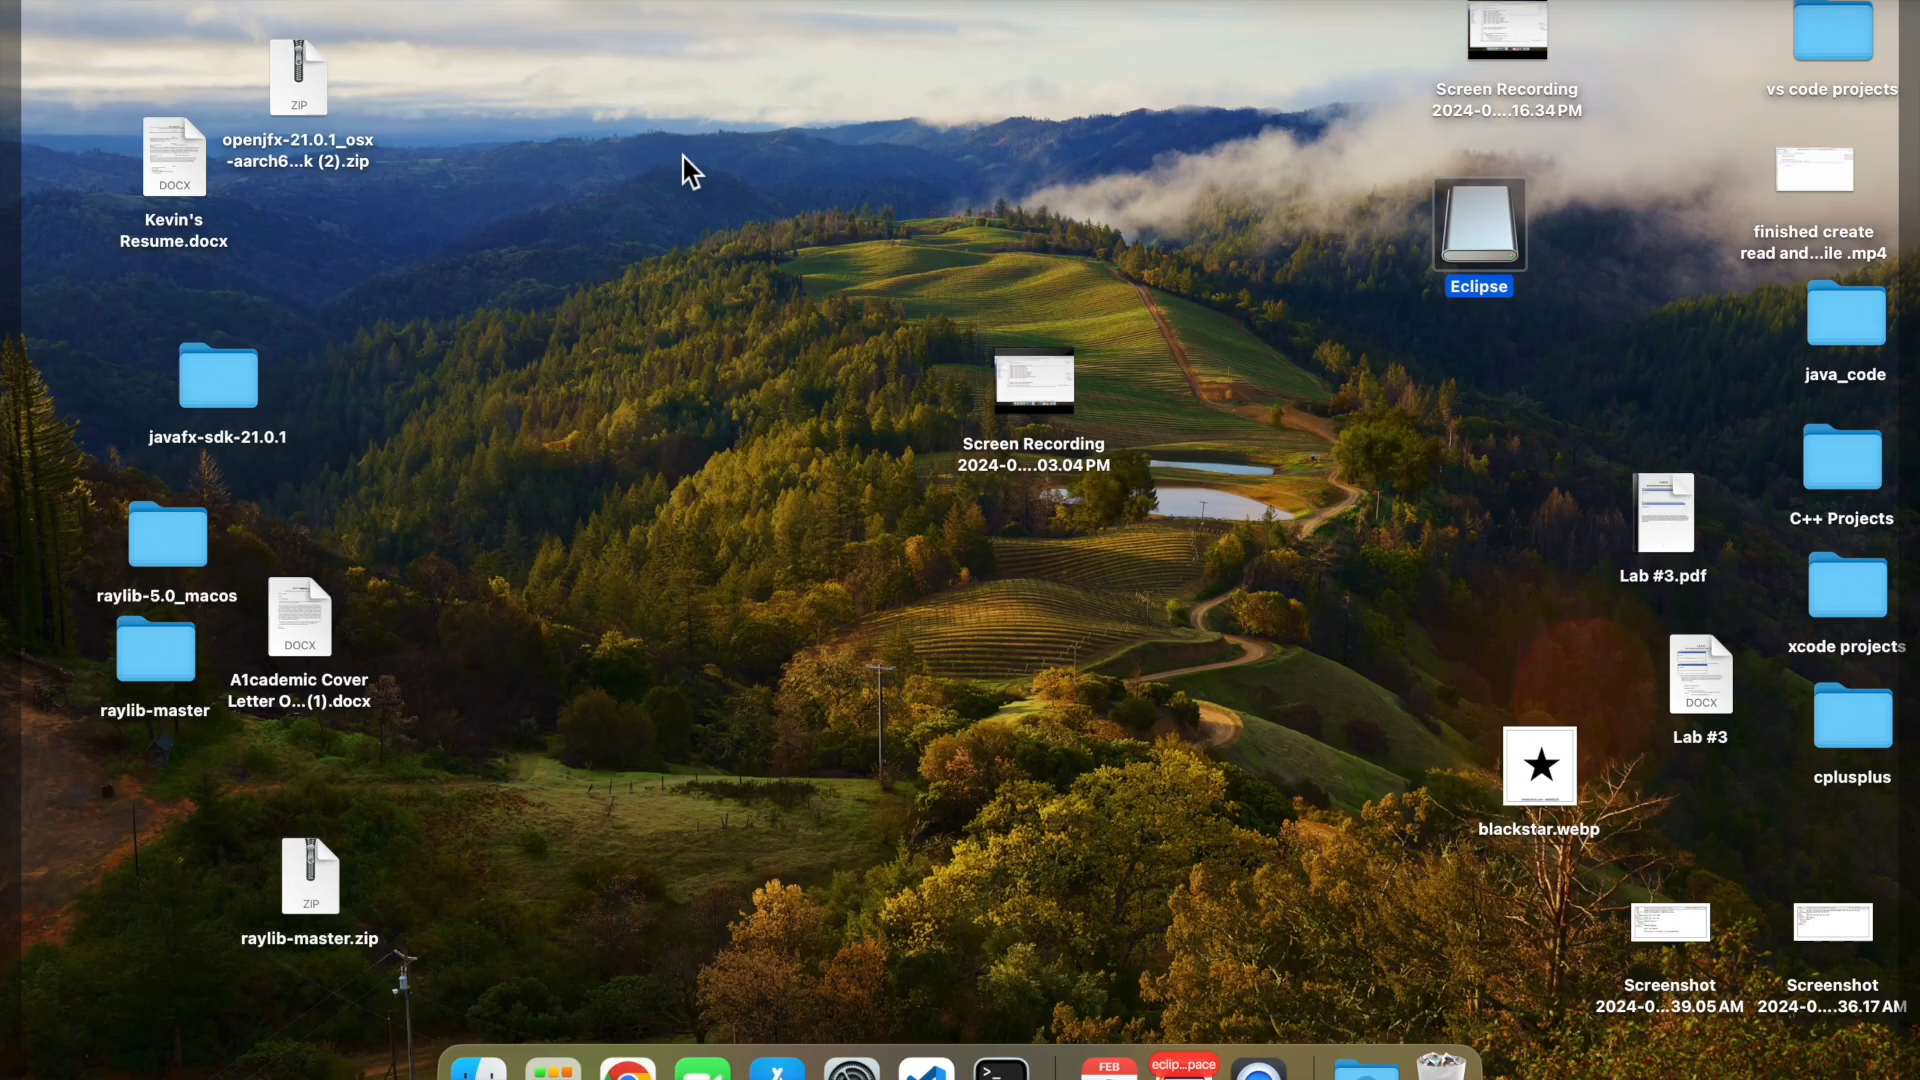 Screen Recording
2024-0....16.34 PM
vs code projects
ZIP
openjfx-21.0.1_osx
-aarch6...k (2).zip
DOCX
Kevin's
Resume.docx
finished create
read and...ile .mp4
Eclipse
java_code
javafx-sdk-21.0.1
Screen Recording
2024-0....03.04 PM
C++ Projects
Lab #3.pdf
raylib-5.0_macos
DOCX
A1cademic Cover
Letter O...(1).docx
xcode projects
raylib-master
DOCX
Lab #3
cplusplus
blackstar.webp
ZIP
raylib-master.zip
Screenshot
2024-0...39.05 AM
Screenshot
2024-0....36.17 AM
FEB
eclip...pace